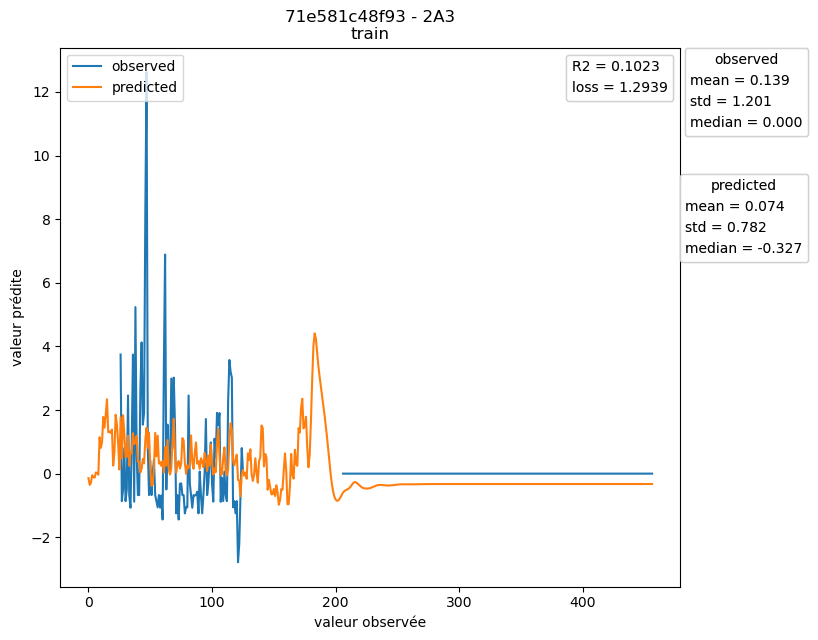 71e581c48f93 - 2A3
train
observed
predicted
R2 = 0.1023
loss = 1.2939
observed
mean = 0.139
std = 1.201
median = 0.000
predicted
mean = 0.074
std = 0.782
median = -0.327
valeur prédite
12
10
8
6
4
2
0
−2
0
100
200
300
400
valeur observée